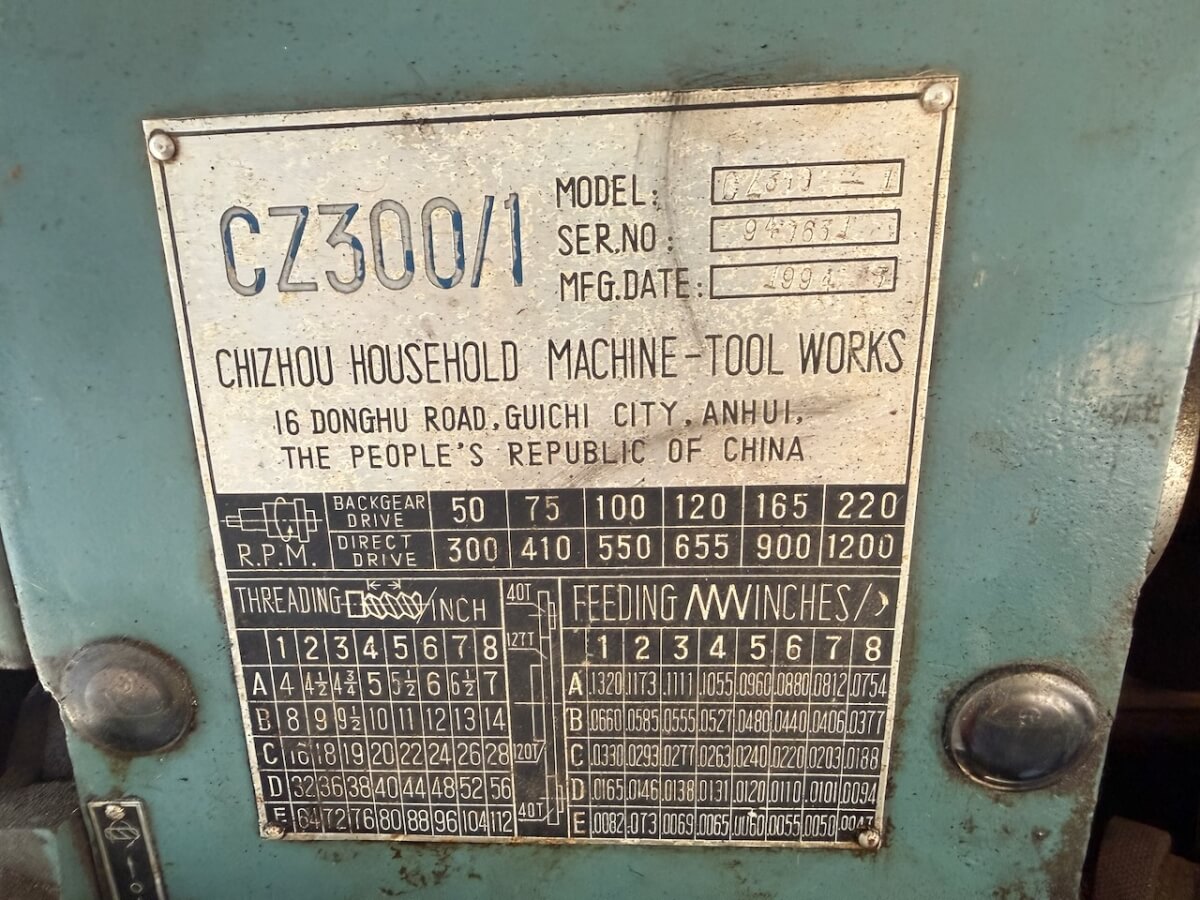 CZ300/1
MODEL:
SER.NO:
MFG.DATE: 1994 7
CHIZHOU HOUSEHOLD MACHINE-TOOL WORKS
16 DONGHU ROAD, GUICHI CITY, ANHUI,
THE PEOPLE'S REPUBLIC OF CHINA
R.P.M.
BACKGEAR DRIVE 50 75 100 120 165 220
DIRECT DRIVE 300 410 550 655 900 1200
THREADING /INCH
1 2 3 4 5 6 7 8
A 4 4½ 4¾ 5 5½ 6 6½ 7
B 8 9 9½ 10 11 12 13 14
C 16 18 19 20 22 24 26 28
D 32 36 38 40 44 48 52 56
E 64 72 76 80 88 96 104 112
40T
127T
120T
40T
FEEDING INCHES/
1 2 3 4 5 6 7 8
A .1320 .1173 .1111 .1055 .0960 .0880 .0812 .0754
B .0660 .0585 .0555 .0527 .0480 .0440 .0406 .0377
C .0330 .0293 .0277 .0263 .0240 .0220 .0203 .0188
D .0165 .0146 .0138 .0131 .0120 .0110 .0101 .0094
E .0082 .073 .0069 .0065 .0060 .0055 .0050 .0047